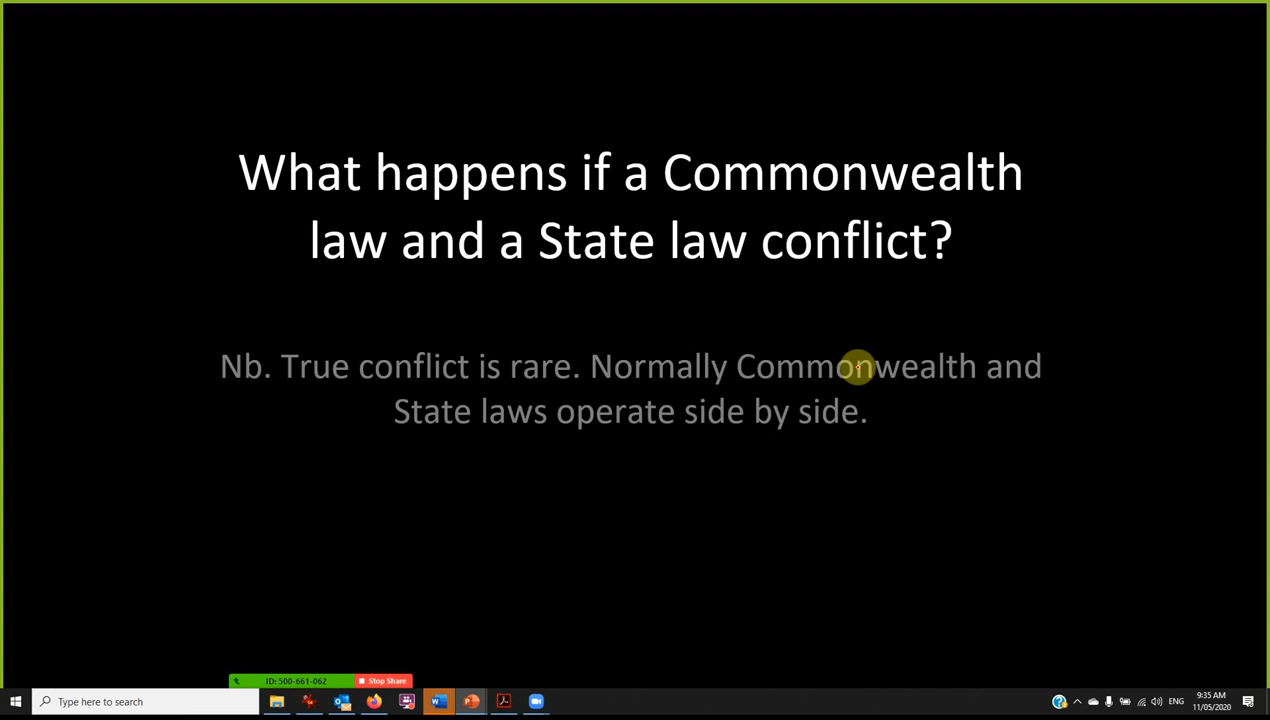 What happens if a Commonwealth
law and a State law conflict?
Nb. True conflict is rare. Normally Commonwealth and
State laws operate side by side.
ID: 500-661-062
Stop Share
Type here to search
ENG
9:35 AM
11/05/2020